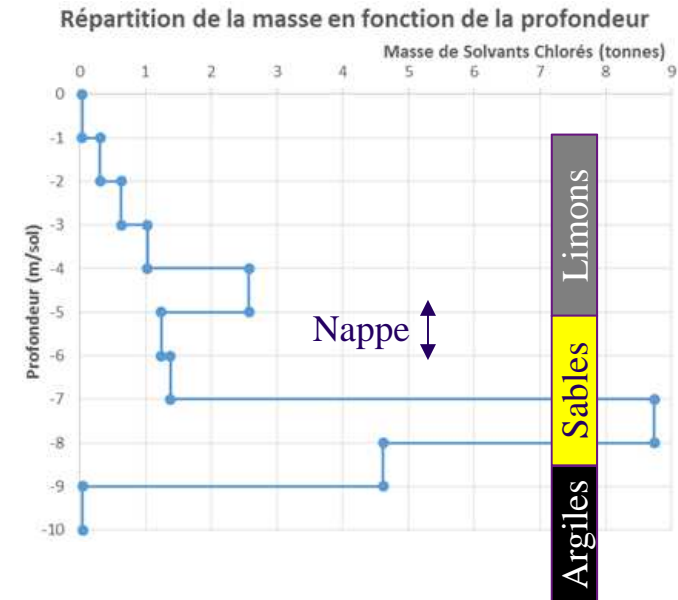 Répartition de la masse en fonction de la profondeur
Masse de Solvants Chlorés (tonnes)
0 1 2 3 4 5 6 7 8 9
Profondeur (m/sol)
0
-1
-2
-3
-4
-5
-6
-7
-8
-9
-10
Nappe
Limons
Sables
Argiles